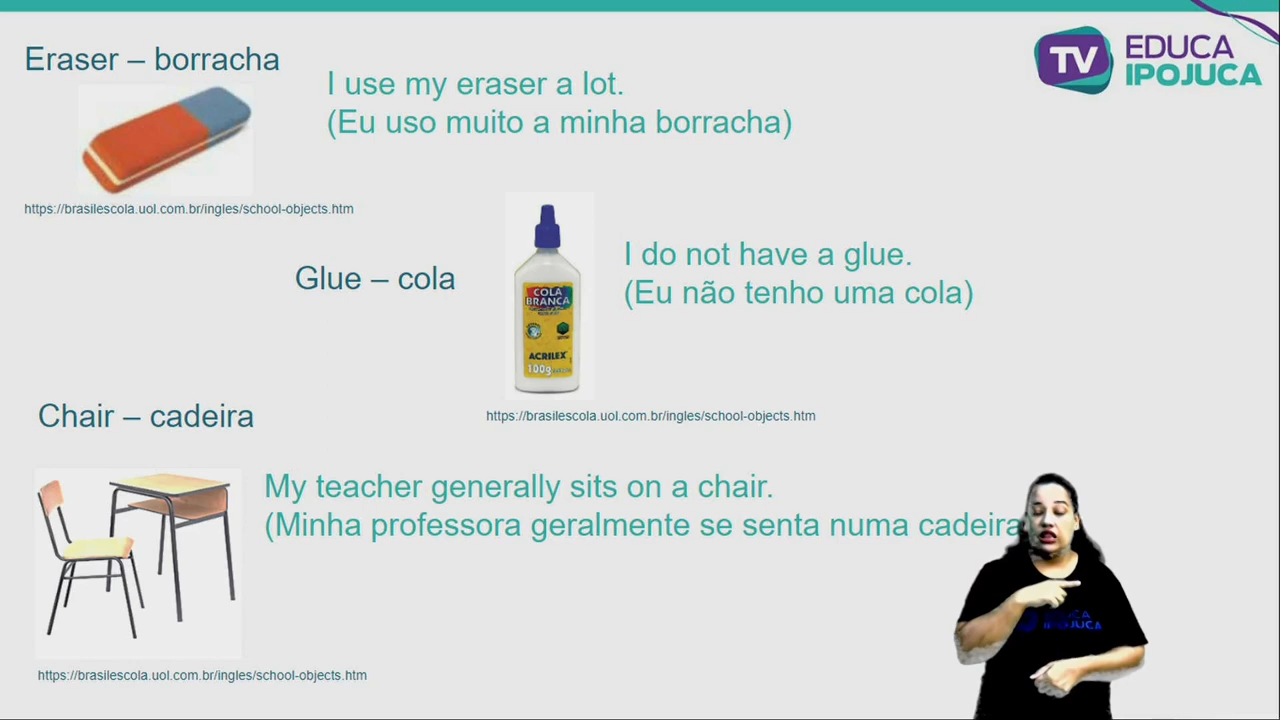 Eraser – borracha
I use my eraser a lot.
(Eu uso muito a minha borracha)
TV EDUCA
IPOJUCA
https://brasilescola.uol.com.br/ingles/school-objects.htm
Glue – cola
COLA
BRANCA
ACRILEX
100g
I do not have a glue.
(Eu não tenho uma cola)
https://brasilescola.uol.com.br/ingles/school-objects.htm
Chair – cadeira
My teacher generally sits on a chair.
(Minha professora geralmente se senta numa cadeira
IPOJUCA
https://brasilescola.uol.com.br/ingles/school-objects.htm